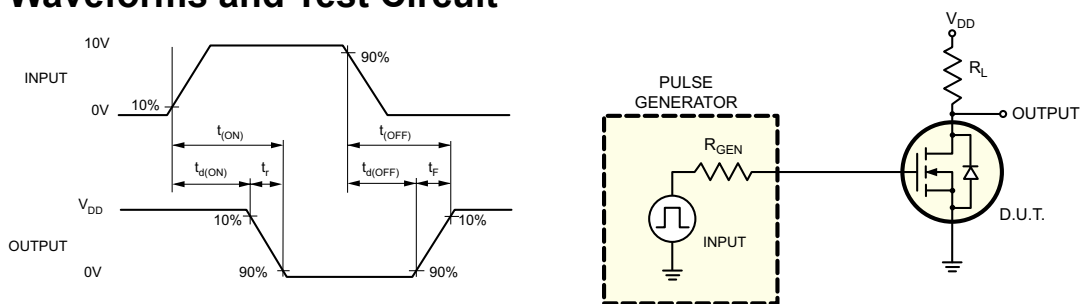 Waveforms and Test Circuit
10V
INPUT
0V
10%
90%
t(ON)
t(OFF)
td(ON)
tr
td(OFF)
tF
VDD
OUTPUT
0V
10%
90%
90%
10%
PULSE
GENERATOR
RGEN
INPUT
VDD
RL
OUTPUT
D.U.T.